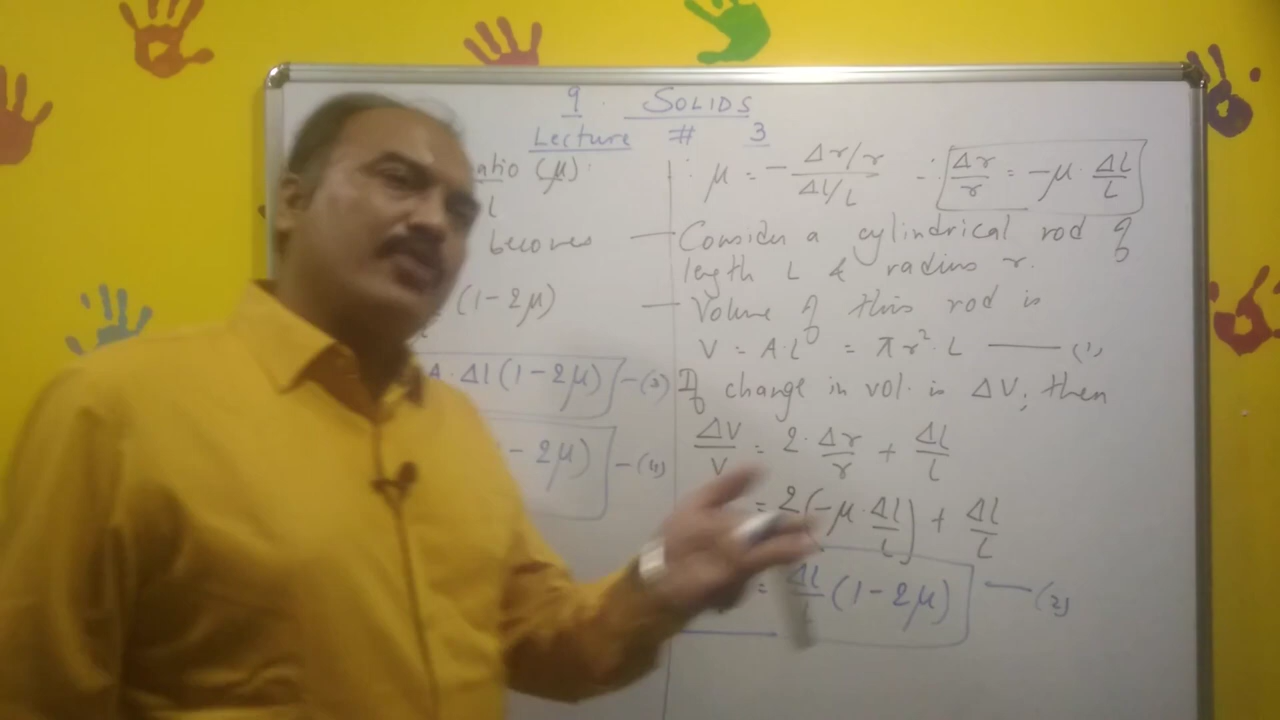 9. SOLIDS
Lecture # 3
atio (μ):
L
becomes
(1-2μ)
A·Δl(1-2μ) -(3)
- 2μ) -(4)
∴ μ = - Δr/r / Δl/L ∴ Δr/r = -μ·Δl/L
— Consider a cylindrical rod of
length L & radius r.
— Volume of this rod is
V = A·L = πr²·L —— (1)
If change in vol. is ΔV, then
ΔV/V = 2·Δr/r + Δl/L
= 2(-μ·Δl/L) + Δl/L
= Δl/L (1-2μ) —— (2)